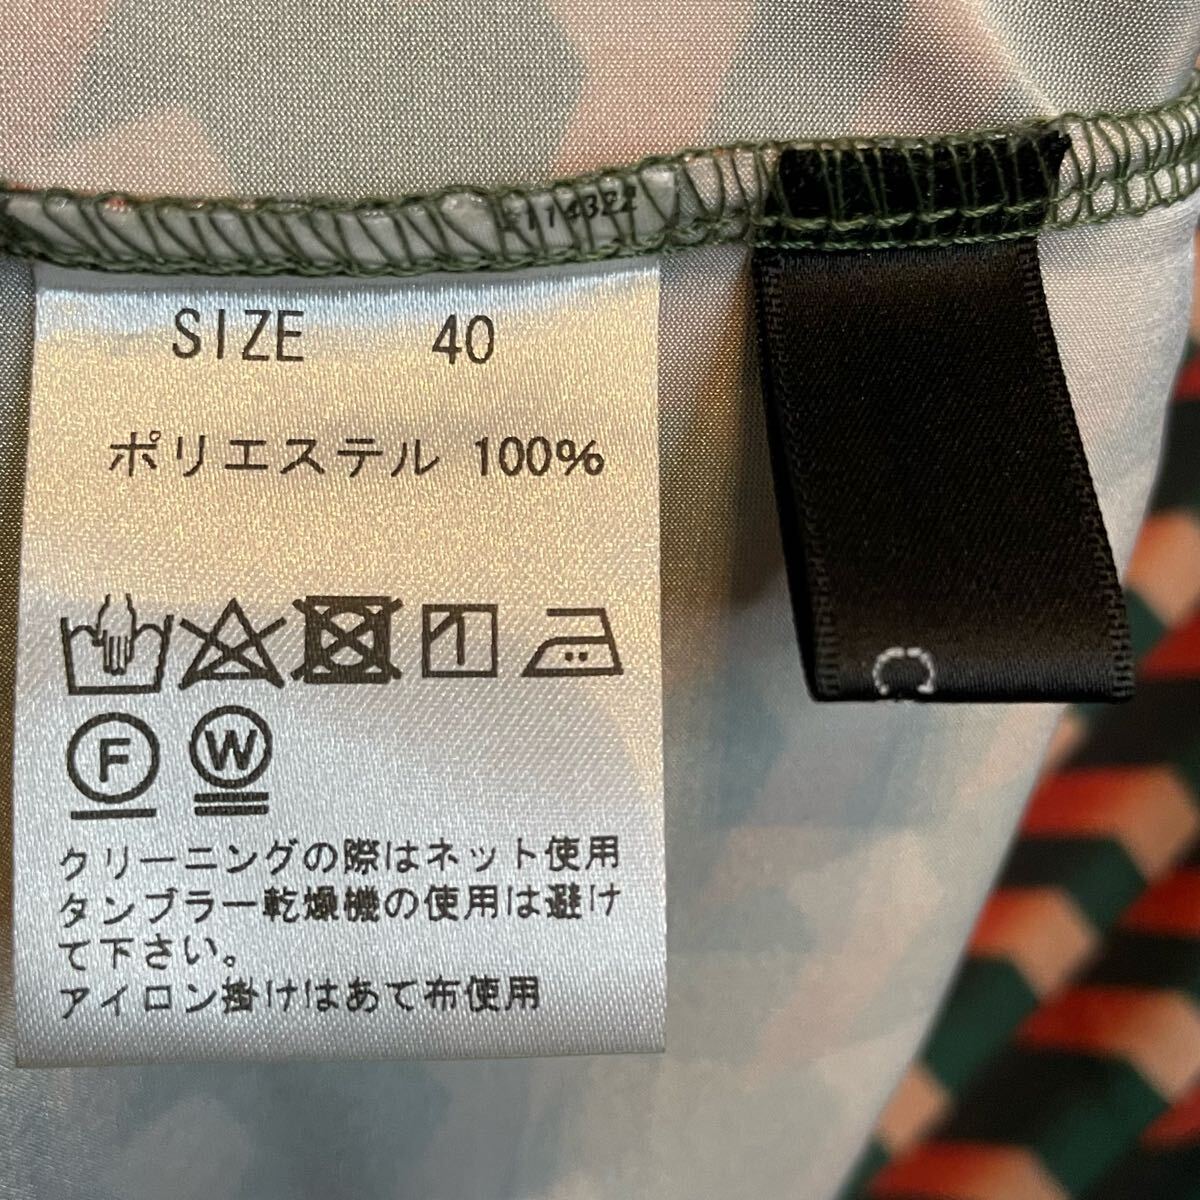 114322
SIZE 40
ポリエステル 100%
F W
クリーニングの際はネット使用
タンブラー乾燥機の使用は避け
て下さい。
アイロン掛けはあて布使用
C